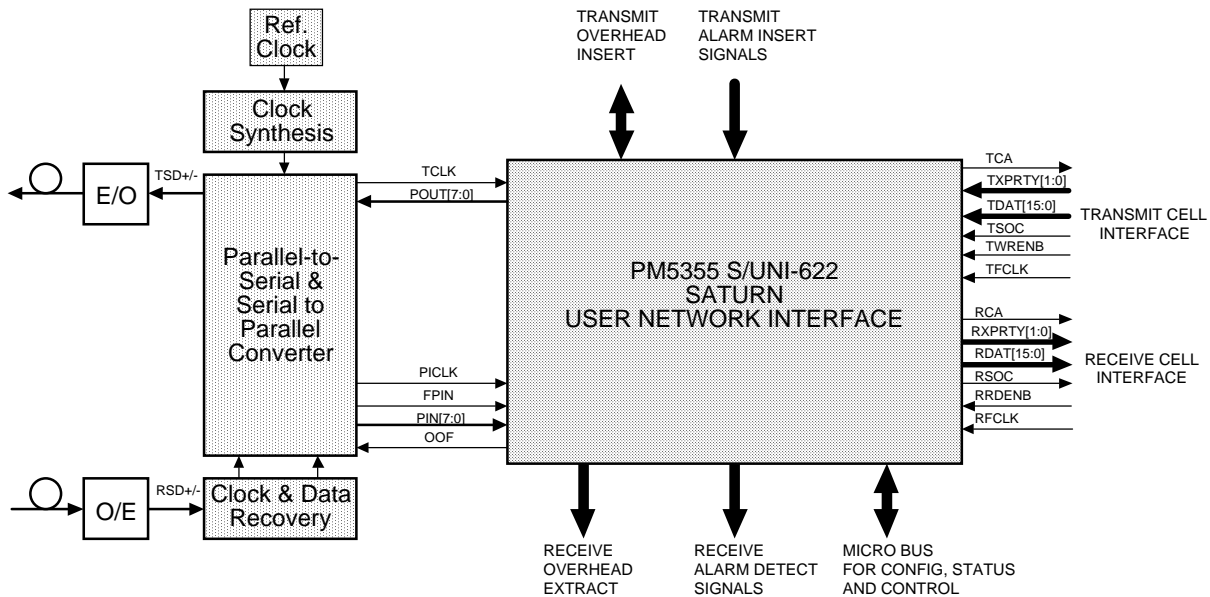 Ref.
Clock
TRANSMIT
OVERHEAD
INSERT
TRANSMIT
ALARM INSERT
SIGNALS
Clock
Synthesis
E/O
TSD+/-
Parallel-to-
Serial &
Serial to
Parallel
Converter
TCLK
POUT[7:0]
PICLK
FPIN
PIN[7:0]
OOF
PM5355 S/UNI-622
SATURN
USER NETWORK INTERFACE
TCA
TXPRTY[1:0]
TDAT[15:0]
TSOC
TWRENB
TFCLK
TRANSMIT CELL
INTERFACE
RCA
RXPRTY[1:0]
RDAT[15:0]
RSOC
RRDENB
RFCLK
RECEIVE CELL
INTERFACE
O/E
RSD+/-
Clock & Data
Recovery
RECEIVE
OVERHEAD
EXTRACT
RECEIVE
ALARM DETECT
SIGNALS
MICRO BUS
FOR CONFIG, STATUS
AND CONTROL